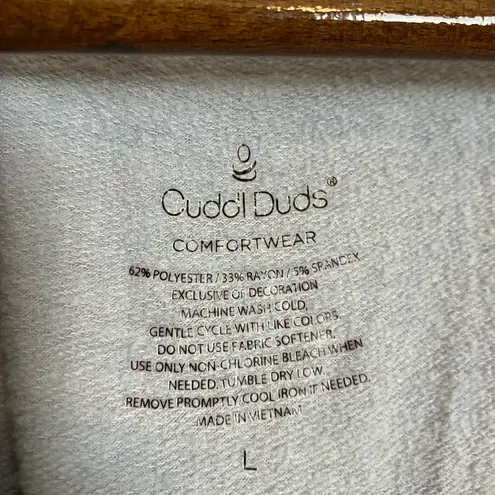 Cuddl Duds®
COMFORTWEAR
62% POLYESTER / 33% RAYON / 5% SPANDEX
EXCLUSIVE OF DECORATION
MACHINE WASH COLD,
GENTLE CYCLE WITH LIKE COLORS.
DO NOT USE FABRIC SOFTENER.
USE ONLY NON-CHLORINE BLEACH WHEN
NEEDED. TUMBLE DRY LOW.
REMOVE PROMPTLY COOL IRON IF NEEDED.
MADE IN VIETNAM
L